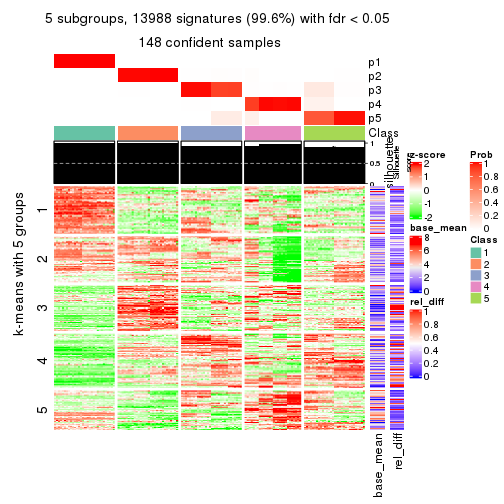 5 subgroups, 13988 signatures (99.6%) with fdr < 0.05
148 confident samples
p1
p2
p3
p4
p5
Class
1
0.5
0
silhouette
Silhouette
score
k-means with 5 groups
1
2
3
4
5
base_mean
rel_diff
z-score
2
1
0
-1
-2
base_mean
8
6
4
2
0
rel_diff
1
0.8
0.6
0.4
0.2
0
Prob
1
0.8
0.6
0.4
0.2
0
Class
1
2
3
4
5